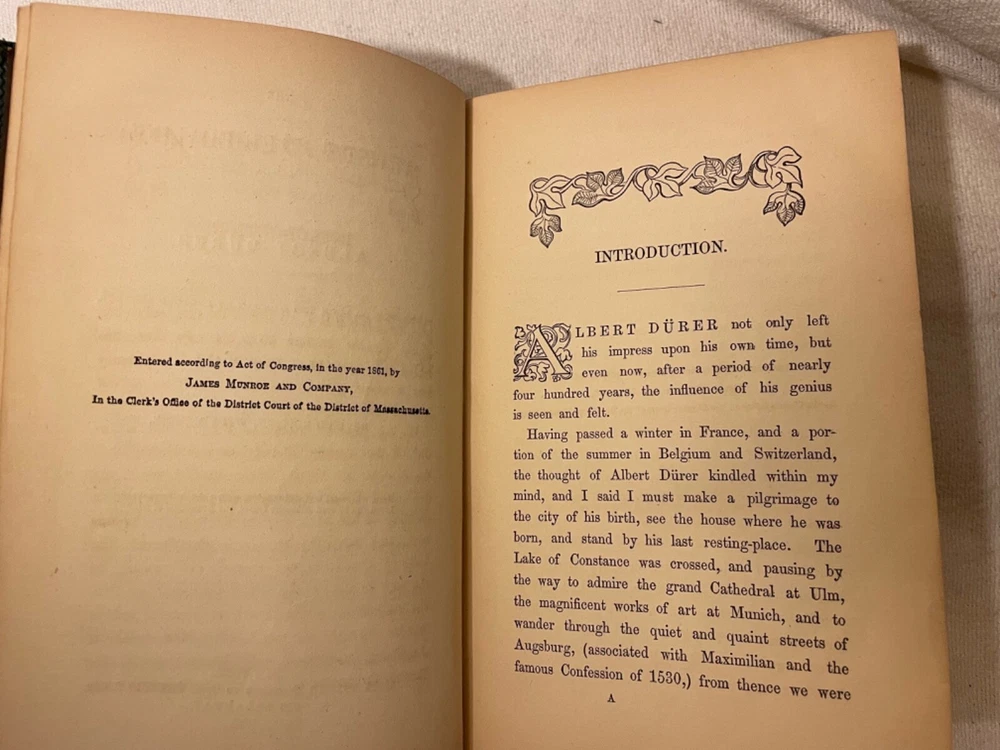 Entered according to Act of Congress, in the year 1861, by
JAMES MUNROE AND COMPANY,
In the Clerk's Office of the District Court of the District of Massachusetts.
INTRODUCTION.
ALBERT DÜRER not only left
his impress upon his own time, but
even now, after a period of nearly
four hundred years, the influence of his genius
is seen and felt.
Having passed a winter in France, and a por-
tion of the summer in Belgium and Switzerland,
the thought of Albert Dürer kindled within my
mind, and I said I must make a pilgrimage to
the city of his birth, see the house where he was
born, and stand by his last resting-place. The
Lake of Constance was crossed, and pausing by
the way to admire the grand Cathedral at Ulm,
the magnificent works of art at Munich, and to
wander through the quiet and quaint streets of
Augsburg, (associated with Maximilian and the
famous Confession of 1530,) from thence we were
A